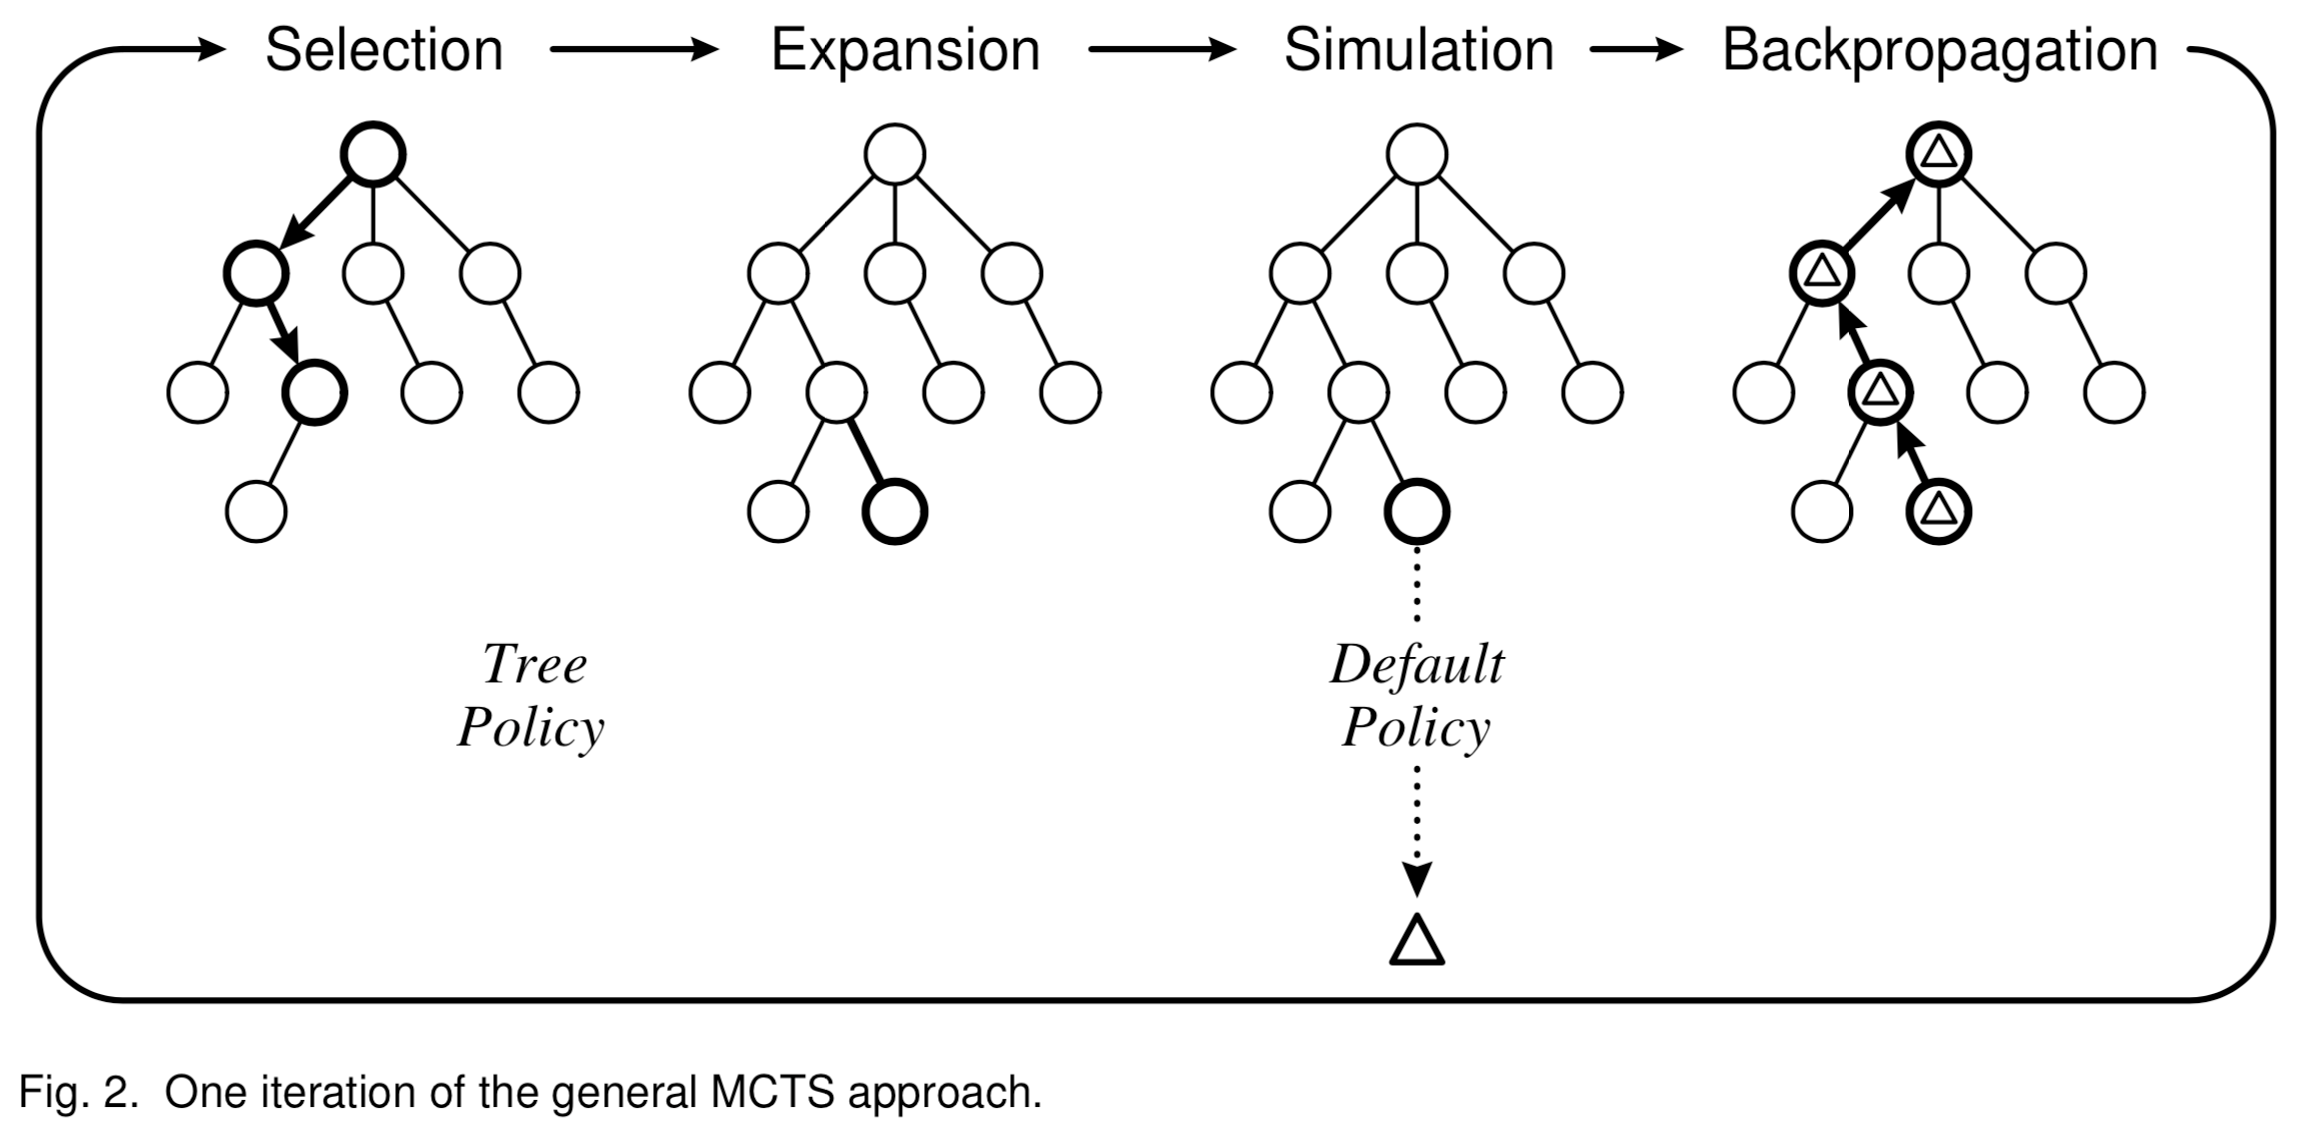 Selection Expansion Simulation Backpropagation
Tree
Policy
Default
Policy
Fig. 2. One iteration of the general MCTS approach.